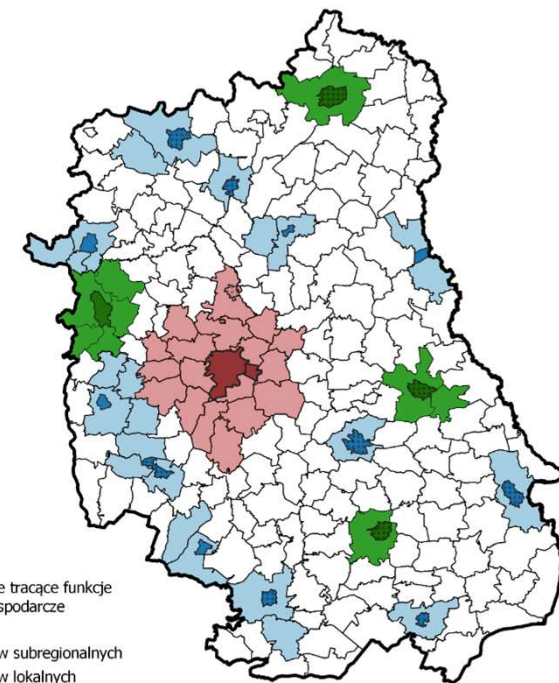 e tracące funkcje
spodarcze
w subregionalnych
w lokalnych